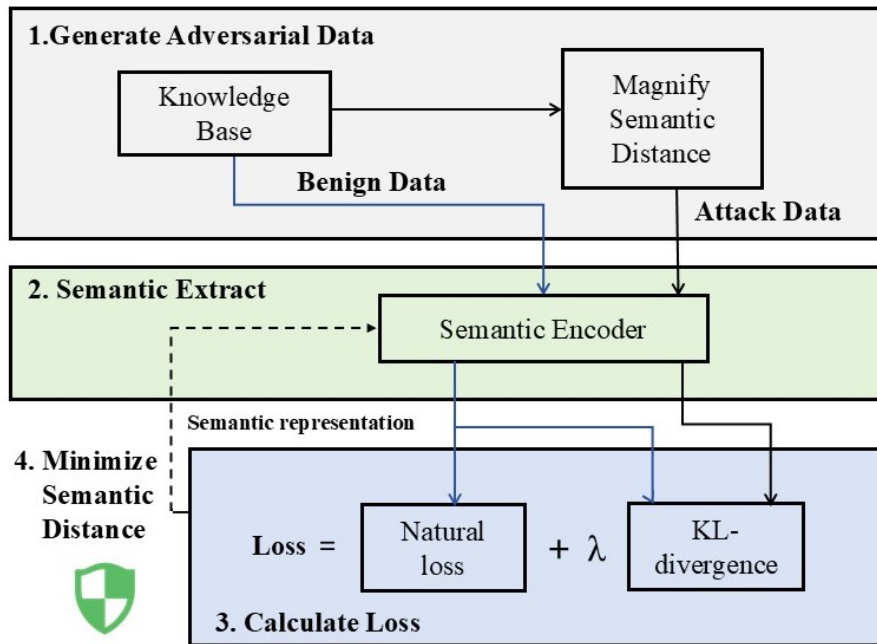 1.Generate Adversarial Data
Knowledge
Base
Magnify
Semantic
Distance
Benign Data
Attack Data
2. Semantic Extract
Semantic Encoder
Semantic representation
4. Minimize
Semantic
Distance
Loss =
Natural
loss
+ λ
KL-
divergence
3. Calculate Loss